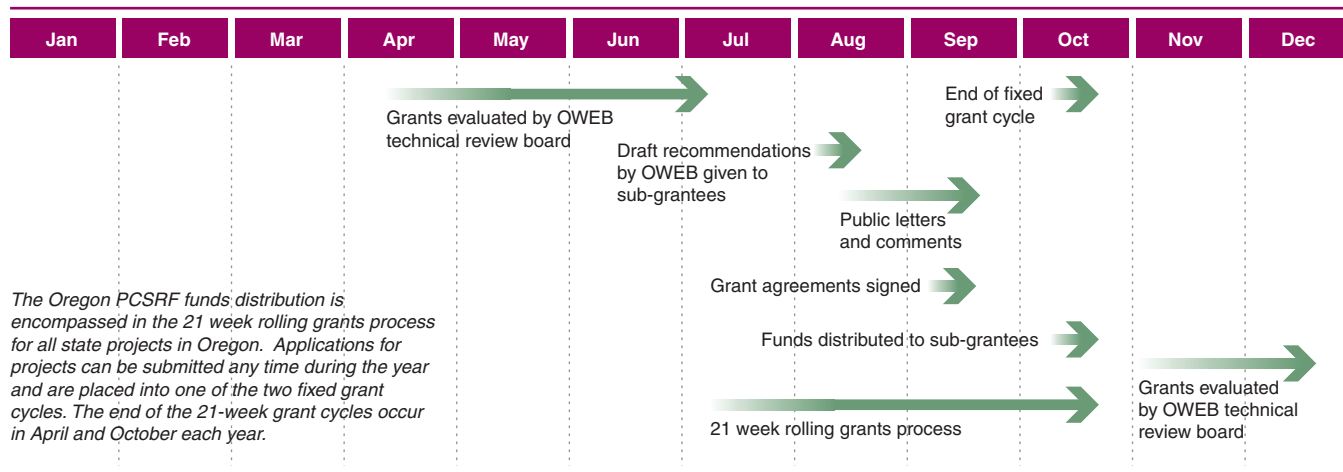 Jan Feb Mar Apr May Jun Jul Aug Sep Oct Nov Dec
Grants evaluated by OWEB
technical review board
End of fixed
grant cycle
Draft recommendations
by OWEB given to
sub-grantees
Public letters
and comments
Grant agreements signed
The Oregon PCSRF funds distribution is
encompassed in the 21 week rolling grants process
for all state projects in Oregon.  Applications for
projects can be submitted any time during the year
and are placed into one of the two fixed grant
cycles. The end of the 21-week grant cycles occur
in April and October each year.
Funds distributed to sub-grantees
Grants evaluated
by OWEB technical
review board
21 week rolling grants process